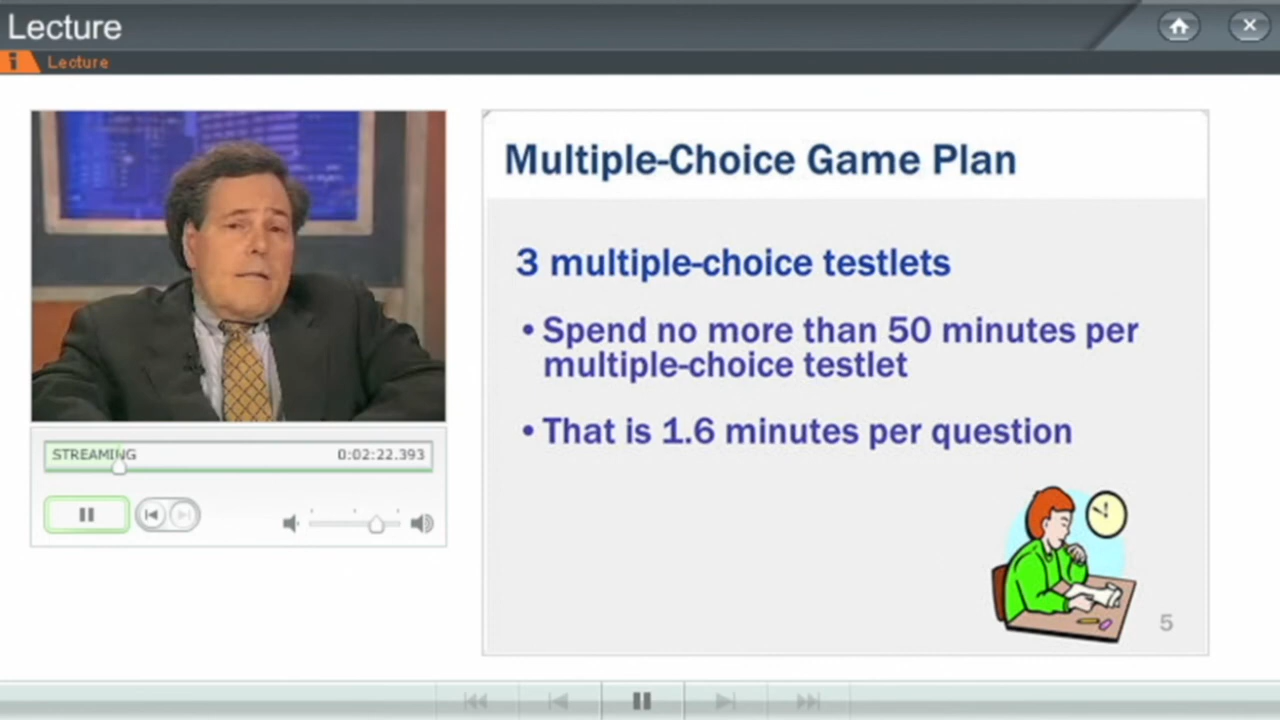 Lecture
i Lecture
Multiple-Choice Game Plan
3 multiple-choice testlets
• Spend no more than 50 minutes per
multiple-choice testlet
• That is 1.6 minutes per question
STREAMING 0:02:22.393
5